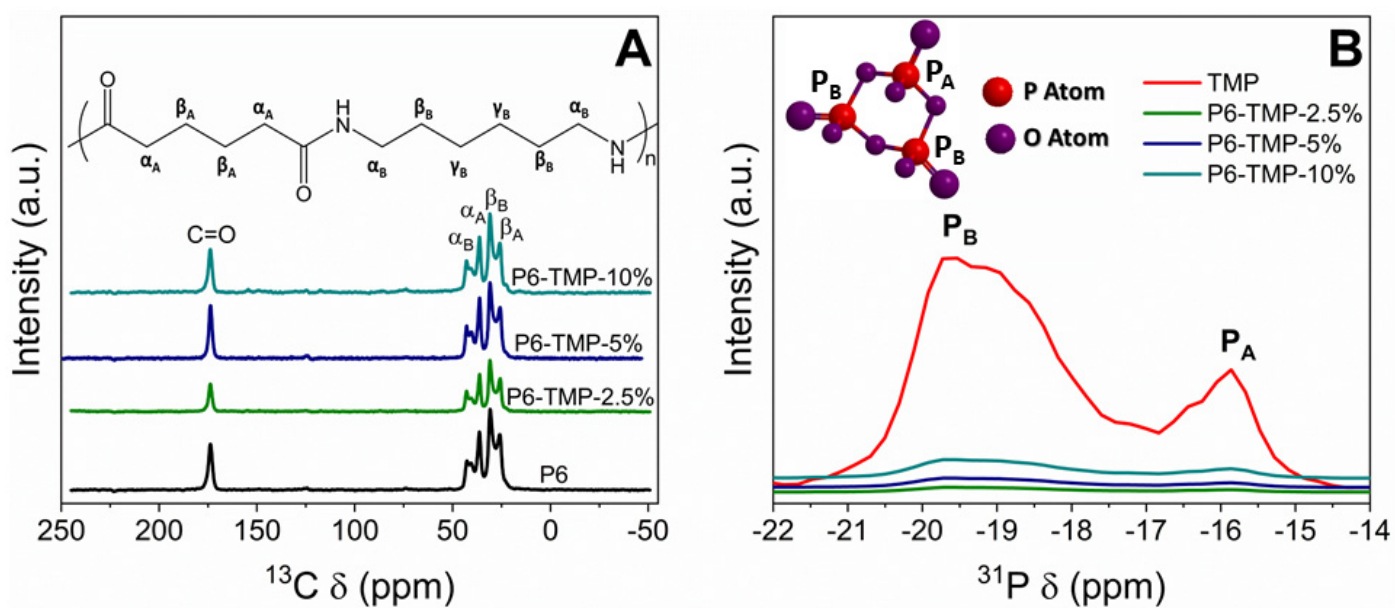 A
O
β_A
α_A
H
N
β_B
γ_B
α_B
α_A
β_A
O
α_B
γ_B
β_B
N
H
n
C=O
α_B
α_A
β_B
β_A
P6-TMP-10%
P6-TMP-5%
P6-TMP-2.5%
P6
Intensity (a.u.)
250 200 150 100 50 0 -50
¹³C δ (ppm)
B
P_B
P_A
P_B
P Atom
O Atom
TMP
P6-TMP-2.5%
P6-TMP-5%
P6-TMP-10%
P_B
P_A
Intensity (a.u.)
-22 -21 -20 -19 -18 -17 -16 -15 -14
³¹P δ (ppm)